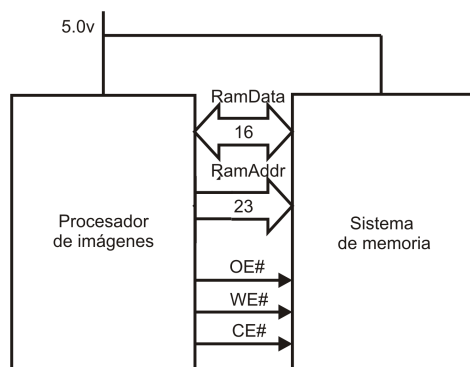 5.0v
RamData
16
RamAddr
23
Procesador
de imágenes
Sistema
de memoria
OE#
WE#
CE#